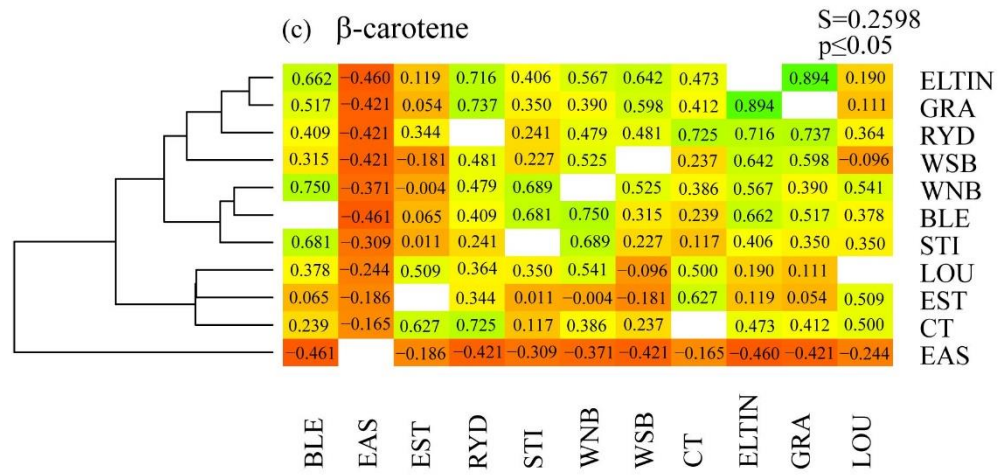 (c) β-carotene
S=0.2598
p≤0.05
0.662 −0.460 0.119 0.716 0.406 0.567 0.642 0.473 0.894 0.190 ELTIN
0.517 −0.421 0.054 0.737 0.350 0.390 0.598 0.412 0.894 0.111 GRA
0.409 −0.421 0.344 0.241 0.479 0.481 0.725 0.716 0.737 0.364 RYD
0.315 −0.421 −0.181 0.481 0.227 0.525 0.237 0.642 0.598 −0.096 WSB
0.750 −0.371 −0.004 0.479 0.689 0.525 0.386 0.567 0.390 0.541 WNB
−0.461 0.065 0.409 0.681 0.750 0.315 0.239 0.662 0.517 0.378 BLE
0.681 −0.309 0.011 0.241 0.689 0.227 0.117 0.406 0.350 0.350 STI
0.378 −0.244 0.509 0.364 0.350 0.541 −0.096 0.500 0.190 0.111 LOU
0.065 −0.186 0.344 0.011 −0.004 −0.181 0.627 0.119 0.054 0.509 EST
0.239 −0.165 0.627 0.725 0.117 0.386 0.237 0.473 0.412 0.500 CT
−0.461 −0.186 −0.421 −0.309 −0.371 −0.421 −0.165 −0.460 −0.421 −0.244 EAS
BLE EAS EST RYD STI WNB WSB CT ELTIN GRA LOU